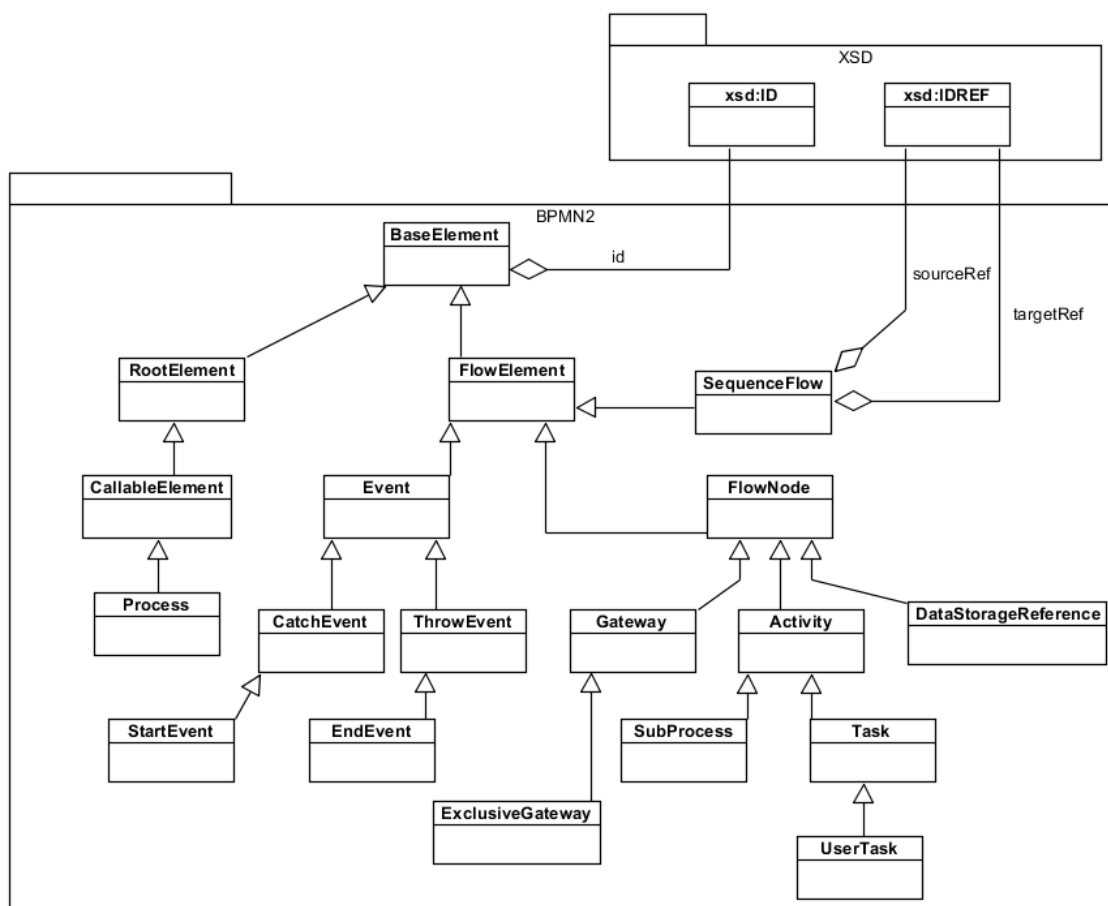 XSD
xsd:ID
xsd:IDREF
BPMN2
BaseElement
id
sourceRef
targetRef
RootElement
FlowElement
SequenceFlow
CallableElement
Event
FlowNode
Process
CatchEvent
ThrowEvent
Gateway
Activity
DataStorageReference
StartEvent
EndEvent
SubProcess
Task
ExclusiveGateway
UserTask